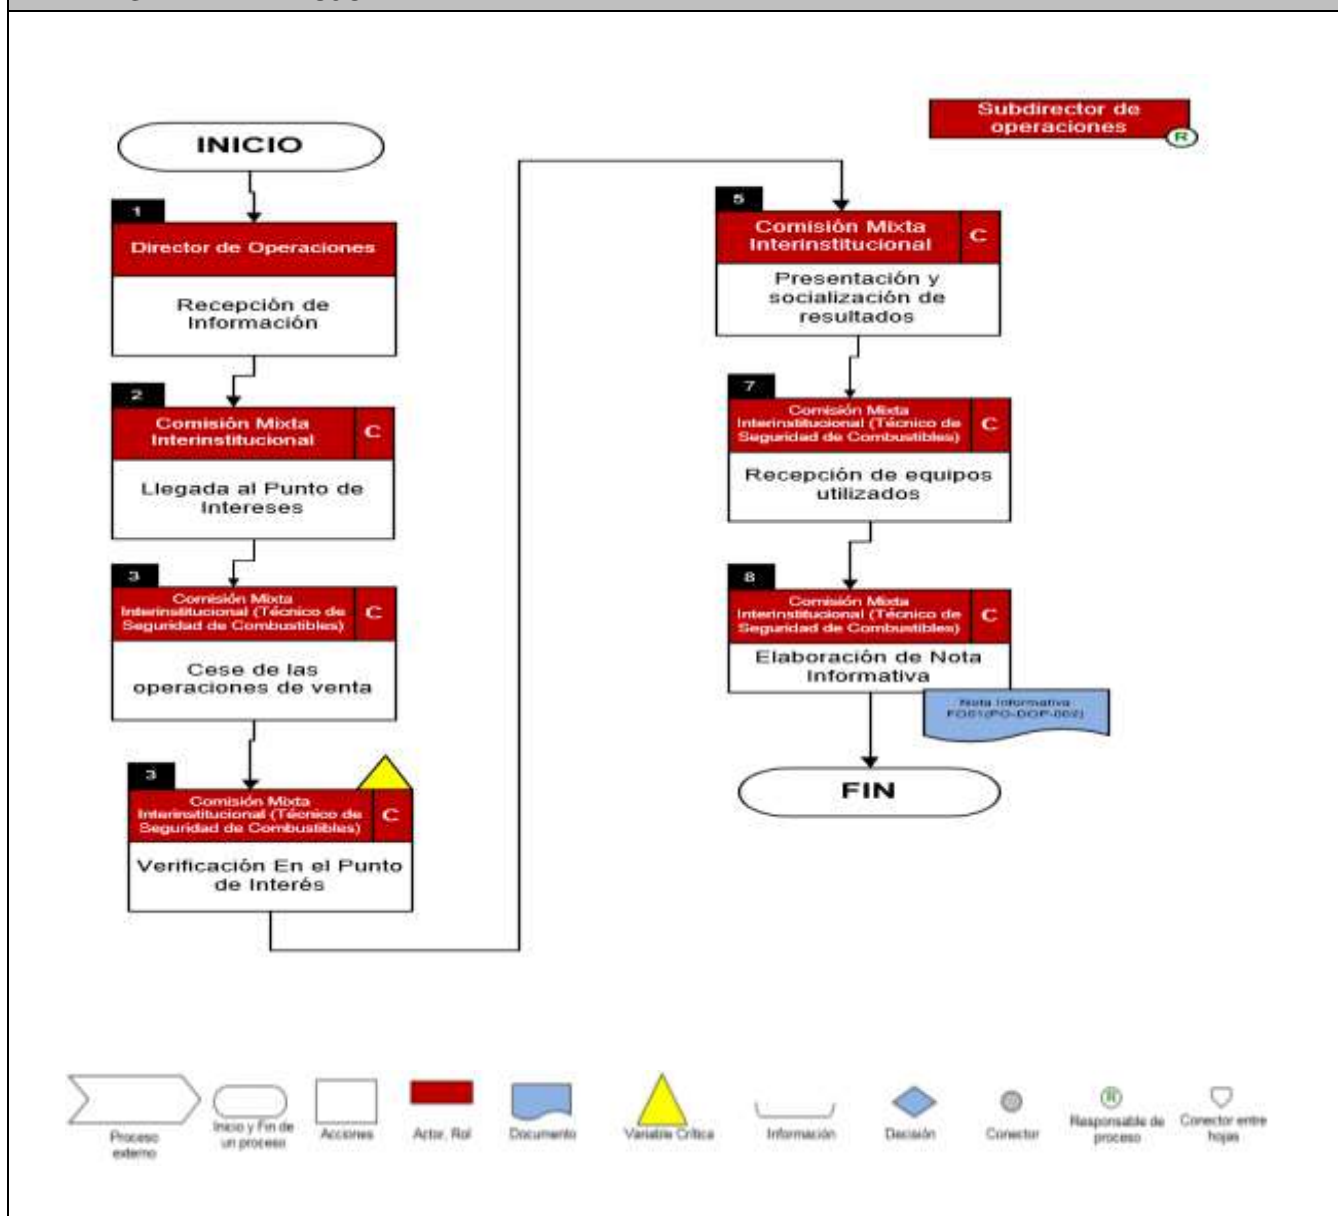 INICIO
1
Director de Operaciones
Recepción de
Información
2
Comisión Mixta
Interinstitucional
C
Llegada al Punto de
Intereses
3
Comisión Mixta
Interinstitucional (Técnico de
Seguridad de Combustibles)
C
Cese de las
operaciones de venta
3
Comisión Mixta
Interinstitucional (Técnico de
Seguridad de Combustibles)
C
Verificación En el Punto
de Interés
Subdirector de
operaciones
R
5
Comisión Mixta
Interinstitucional
C
Presentación y
socialización de
resultados
7
Comisión Mixta
Interinstitucional (Técnico de
Seguridad de Combustibles)
C
Recepción de equipos
utilizados
8
Comisión Mixta
Interinstitucional (Técnico de
Seguridad de Combustibles)
C
Elaboración de Nota
Informativa
Nota Informativa
FO01(PO-DOP-002)
FIN
Proceso
externo
Inicio y Fin de
un proceso
Acciones
Actor, Rol
Documento
Variable Crítica
Información
Decisión
Conector
R
Responsable de
proceso
Conector entre
hojas